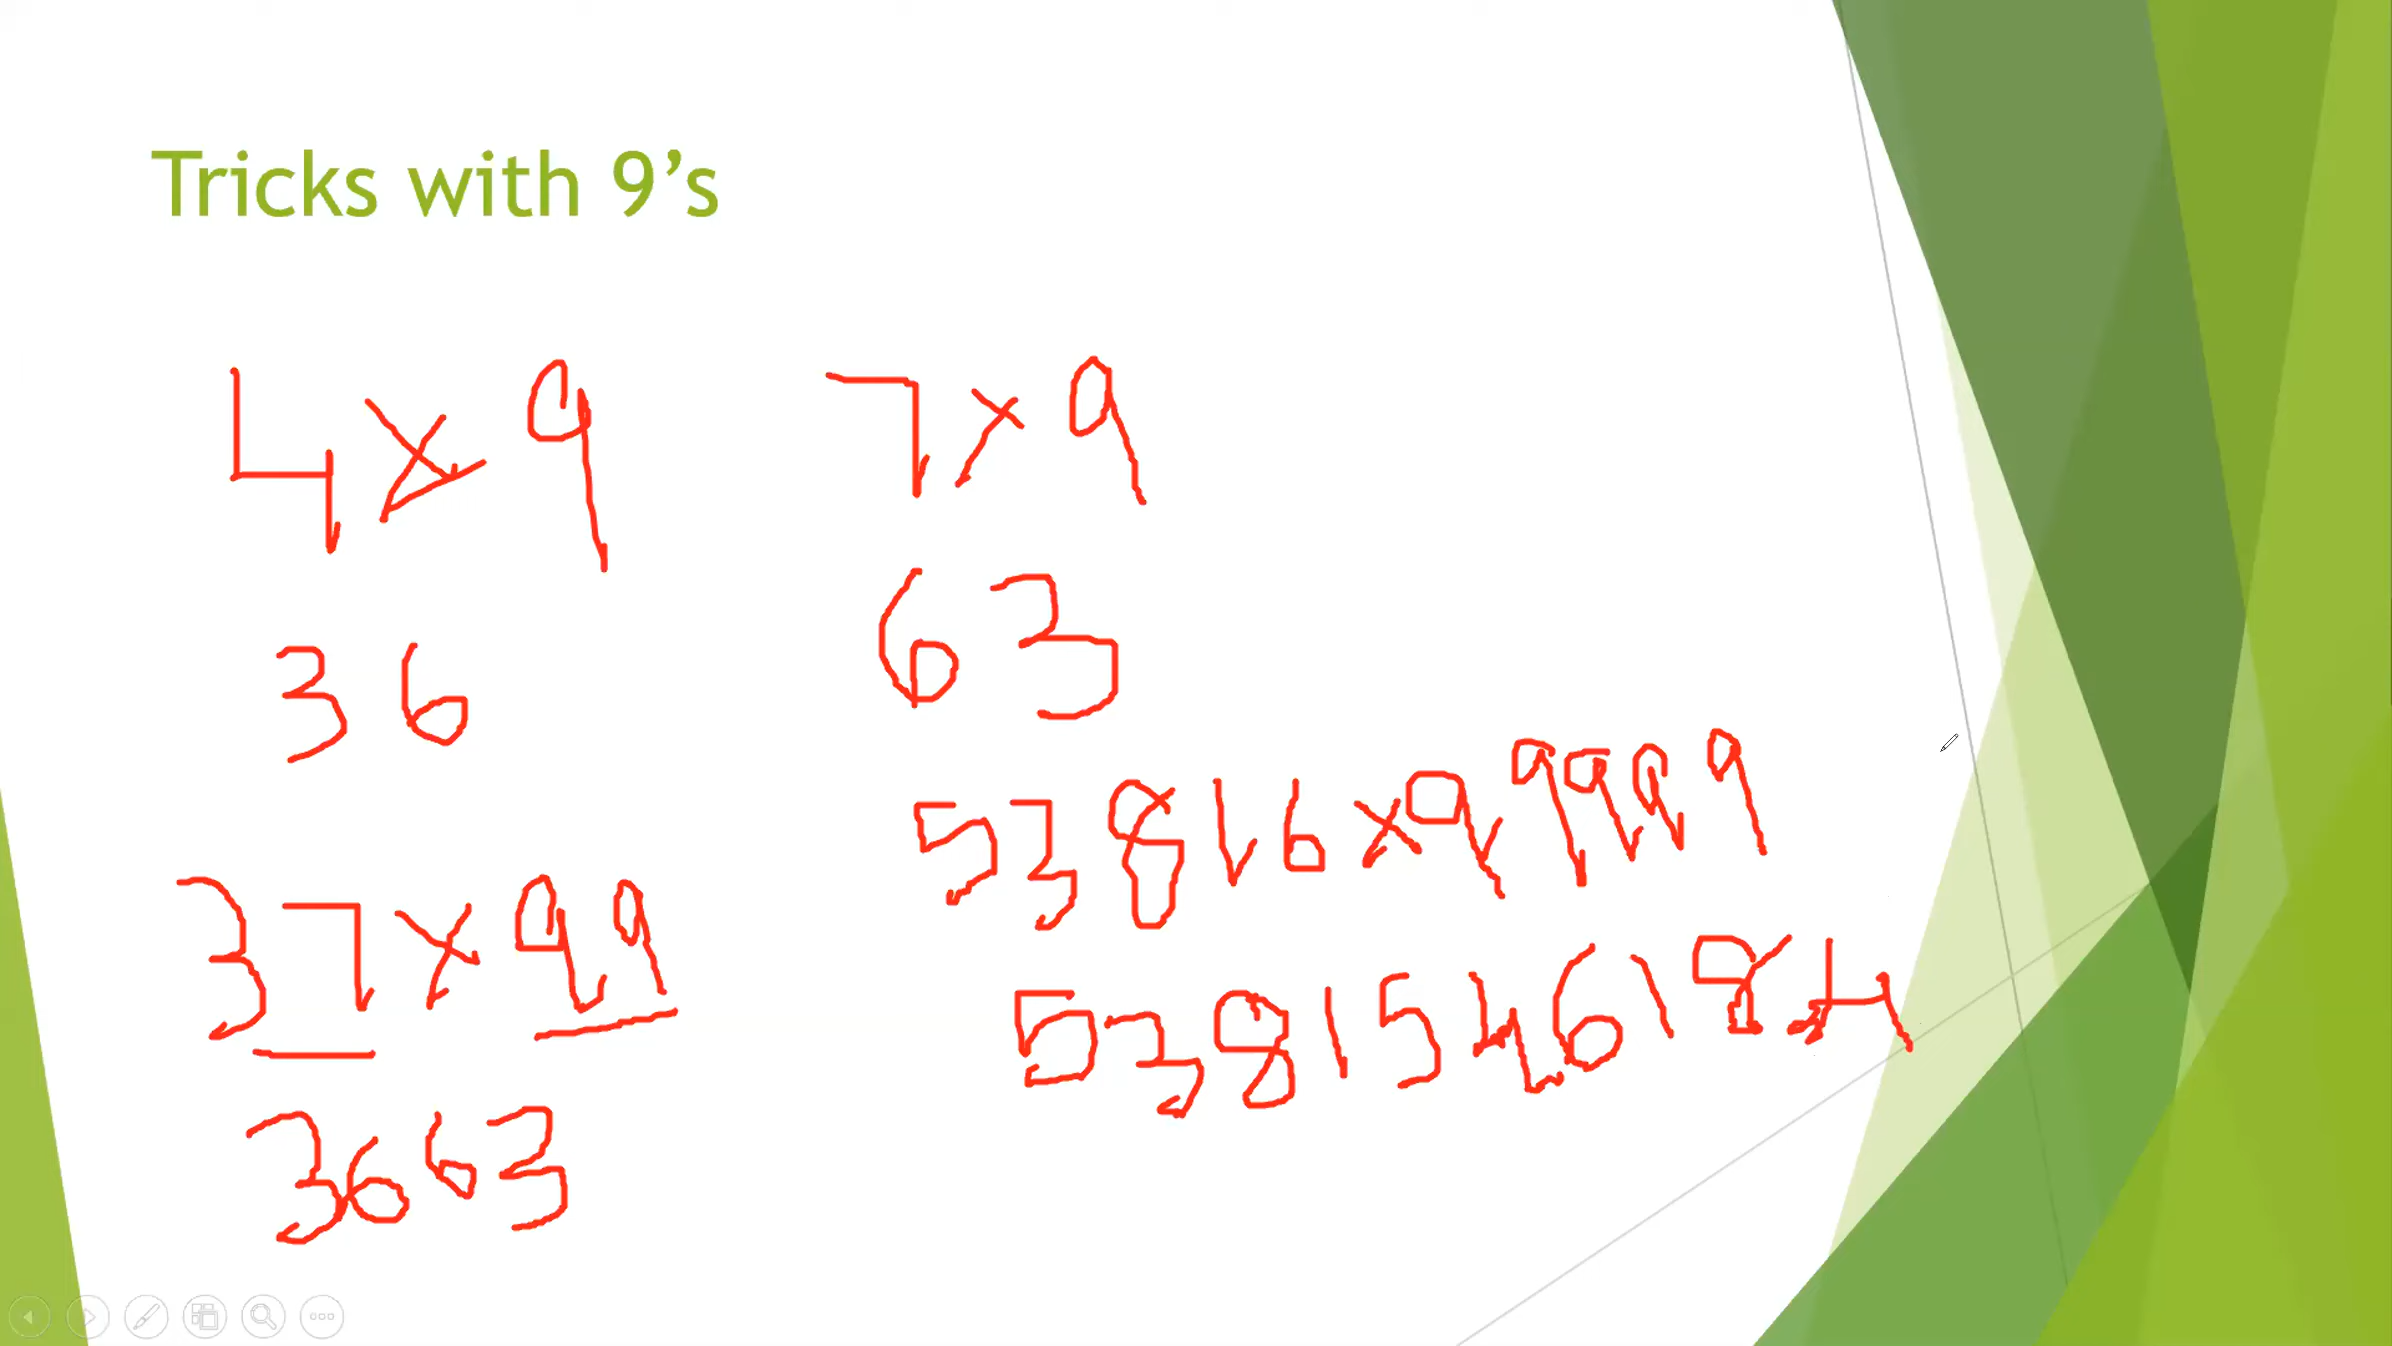 Tricks with 9's
4 x 9
36
7 x 9
63
37 x 99
3663
53816 x 99999
5381546184